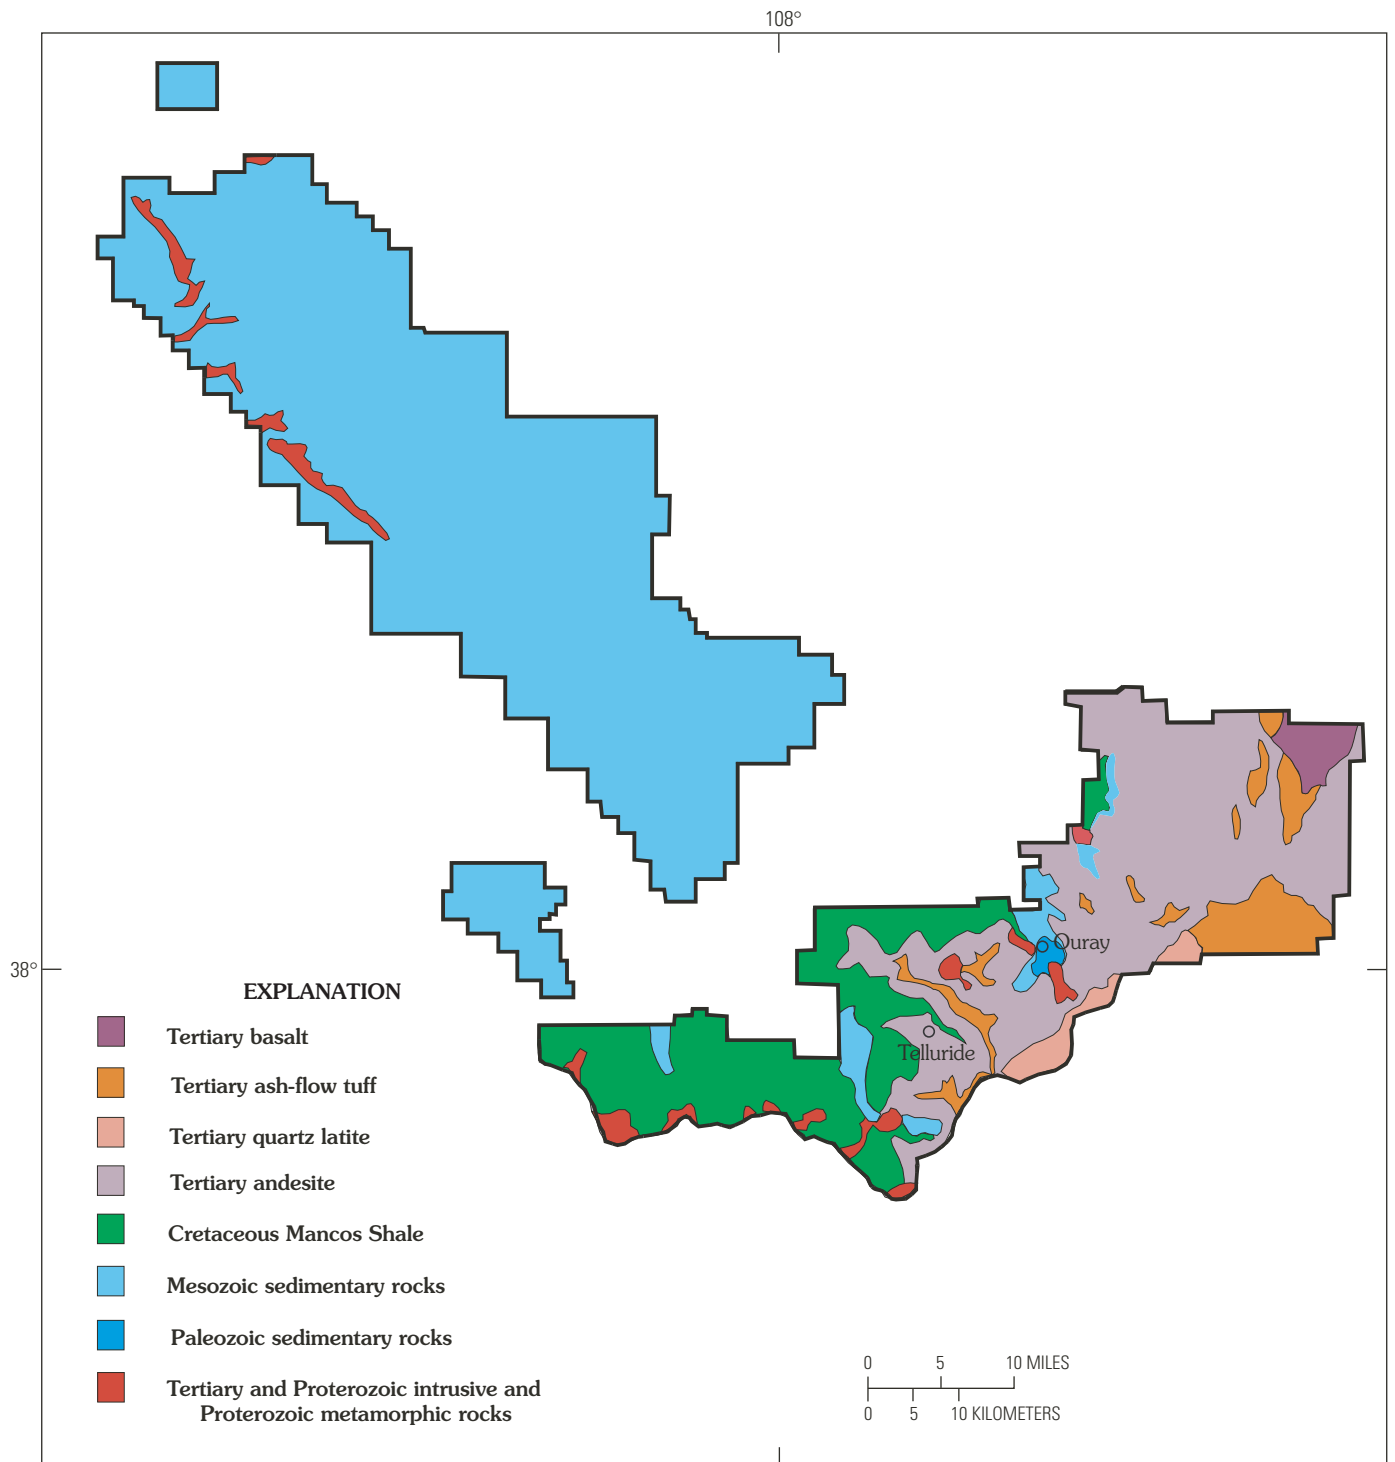 108°
Ouray
38°
EXPLANATION
Tertiary basalt
Telluride
Tertiary ash-flow tuff
Tertiary quartz latite
Tertiary andesite
Cretaceous Mancos Shale
Mesozoic sedimentary rocks
Paleozoic sedimentary rocks
Tertiary and Proterozoic intrusive and
Proterozoic metamorphic rocks
0 5 10 MILES
0 5 10 KILOMETERS